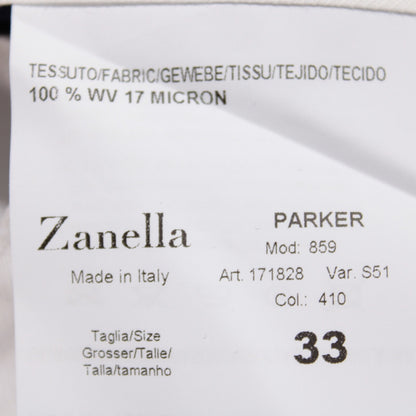 TESSUTO/FABRIC/GEWEBE/TISSU/TEJIDO/TECIDO
100 % WV 17 MICRON
Zanella
Made in Italy
PARKER
Mod: 859
Art. 171828 Var. S51
Col.: 410
Taglia/Size
Grosser/Talie/
Talla/tamanho
33